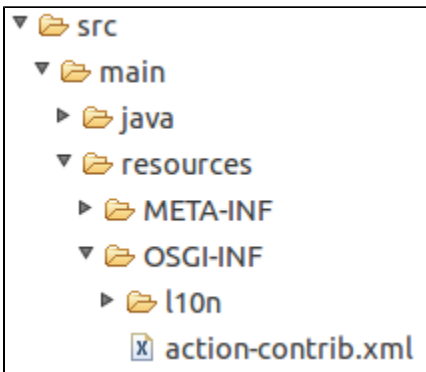 src
main
java
resources
META-INF
OSGI-INF
l10n
action-contrib.xml